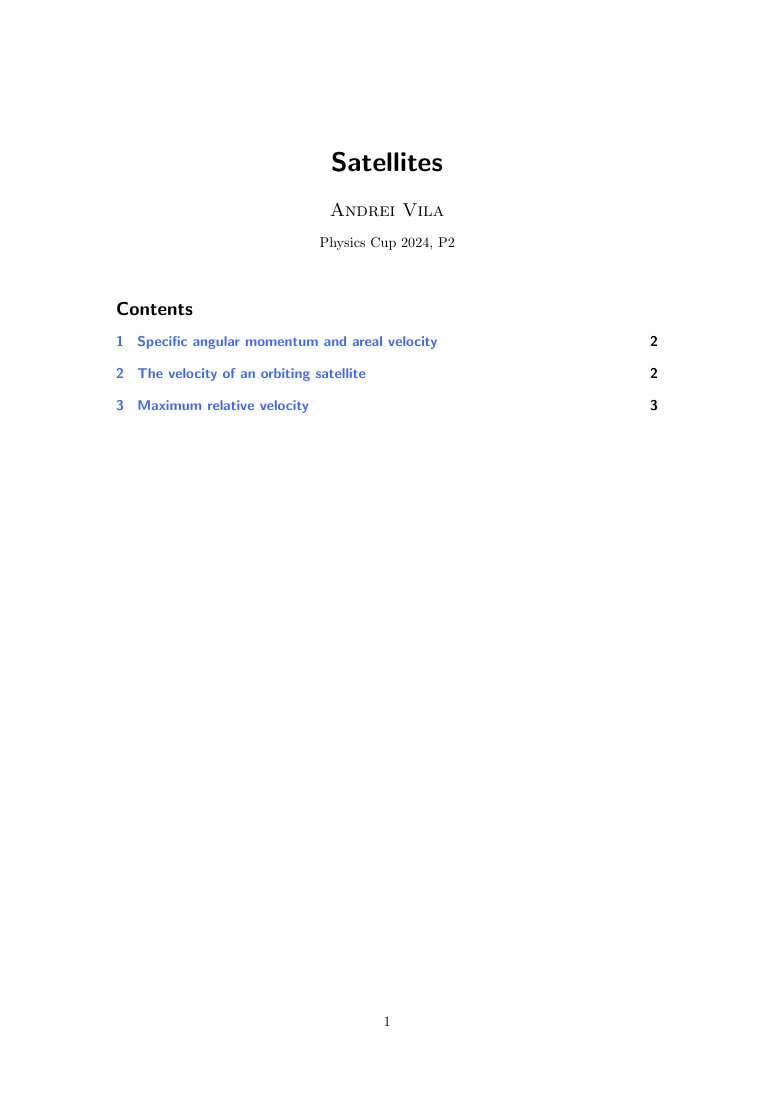 Satellites
Andrei Vila
Physics Cup 2024, P2
Contents
1 Specific angular momentum and areal velocity 2
2 The velocity of an orbiting satellite 2
3 Maximum relative velocity 3
1